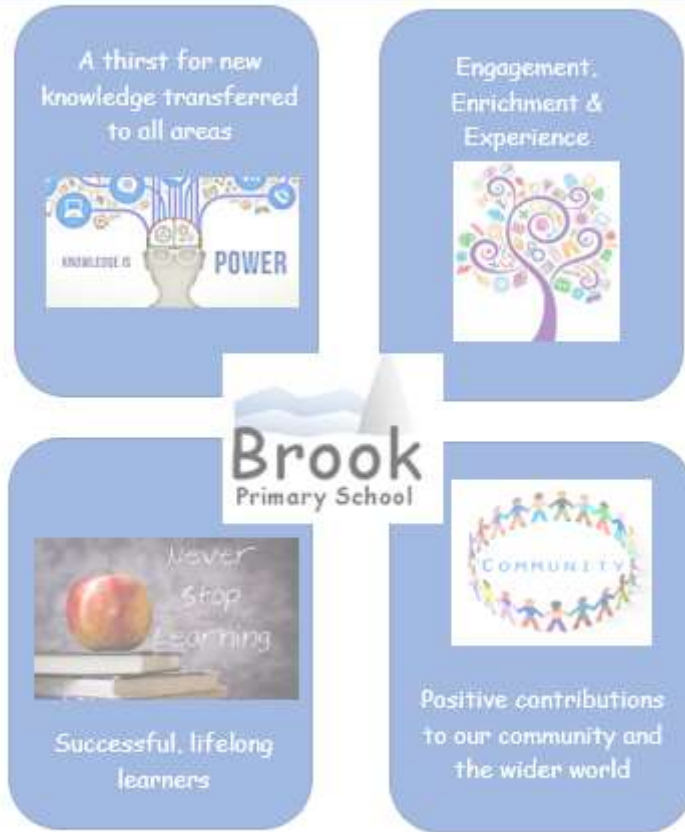 A thirst for new
knowledge transferred
to all areas
KNOWLEDGE IS POWER
Engagement,
Enrichment &
Experience
Brook
Primary School
Never
Stop
Learning
Successful, lifelong
learners
COMMUNITY
Positive contributions
to our community and
the wider world